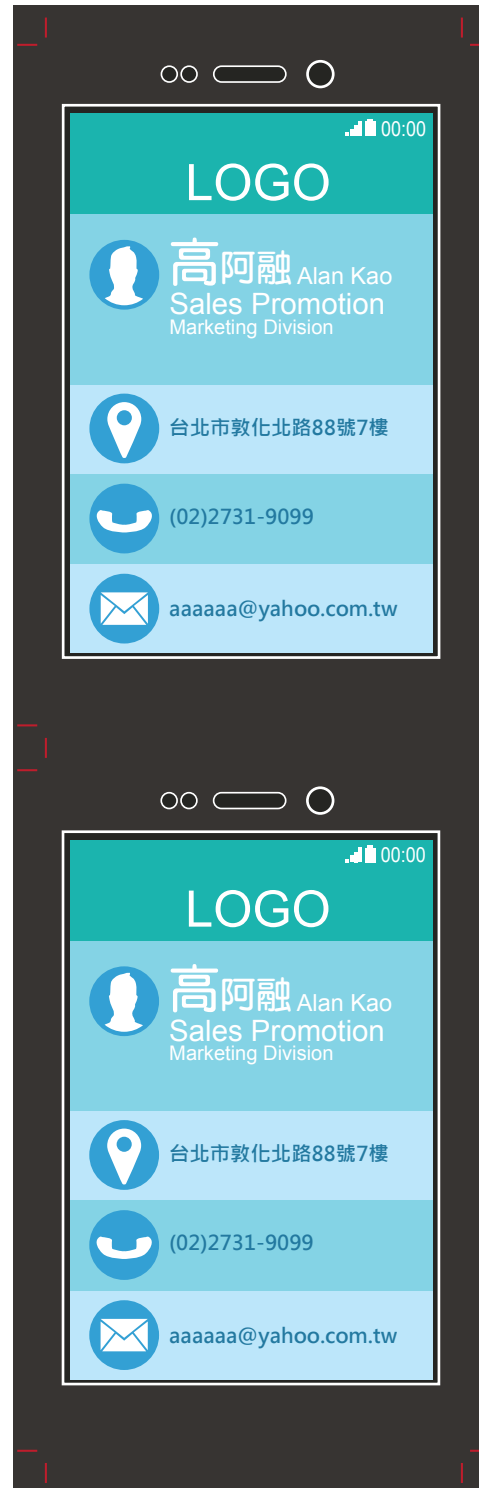 00:00
LOGO
高阿融 Alan Kao
Sales Promotion
Marketing Division
台北市敦化北路88號7樓
(02)2731-9099
aaaaaa@yahoo.com.tw
00:00
LOGO
高阿融 Alan Kao
Sales Promotion
Marketing Division
台北市敦化北路88號7樓
(02)2731-9099
aaaaaa@yahoo.com.tw